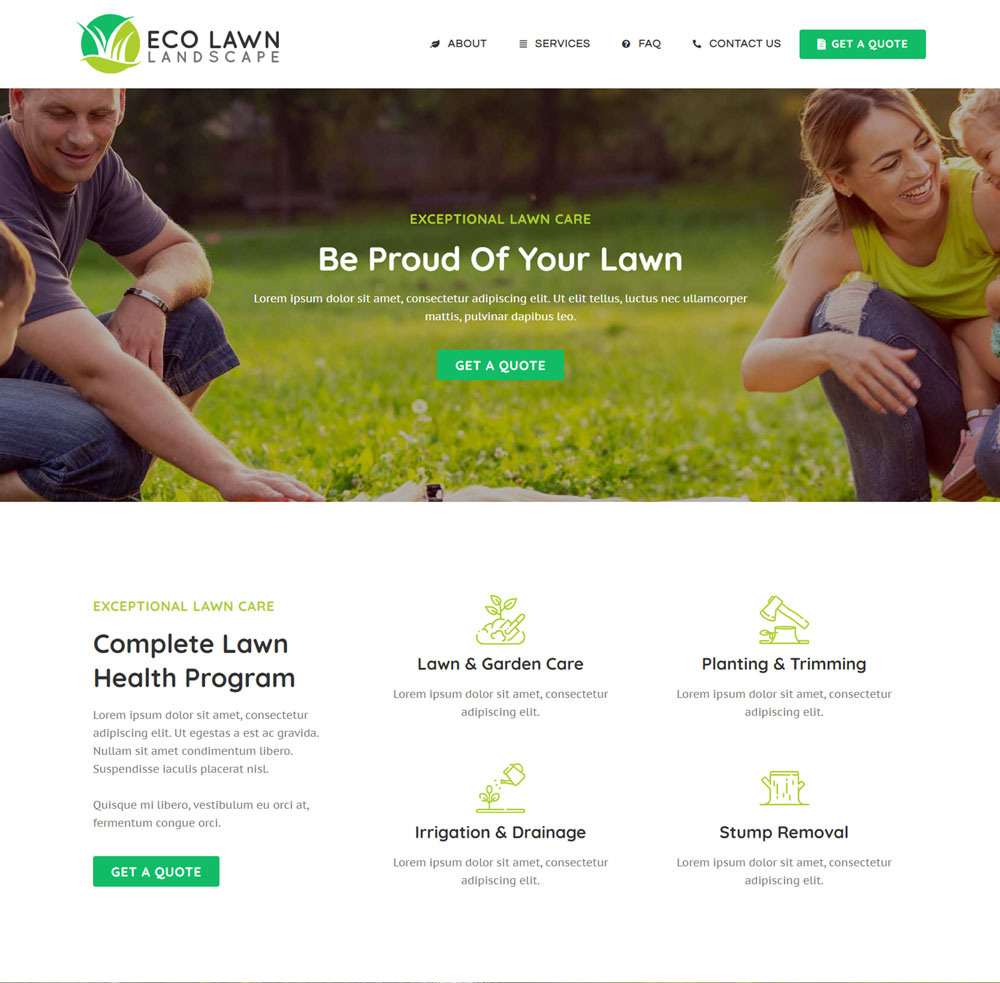 ECO LAWN
LANDSCAPE
ABOUT
SERVICES
FAQ
CONTACT US
GET A QUOTE
EXCEPTIONAL LAWN CARE
Be Proud Of Your Lawn
Lorem ipsum dolor sit amet, consectetur adipiscing elit. Ut elit tellus, luctus nec ullamcorper
mattis, pulvinar dapibus leo.
GET A QUOTE
EXCEPTIONAL LAWN CARE
Complete Lawn
Health Program
Lorem ipsum dolor sit amet, consectetur
adipiscing elit. Ut egestas a est ac gravida.
Nullam sit amet condimentum libero.
Suspendisse iaculis placerat nisl.
Quisque mi libero, vestibulum eu orci at,
fermentum congue orci.
GET A QUOTE
Lawn & Garden Care
Lorem ipsum dolor sit amet, consectetur
adipiscing elit.
Planting & Trimming
Lorem ipsum dolor sit amet, consectetur
adipiscing elit.
Irrigation & Drainage
Lorem ipsum dolor sit amet, consectetur
adipiscing elit.
Stump Removal
Lorem ipsum dolor sit amet, consectetur
adipiscing elit.